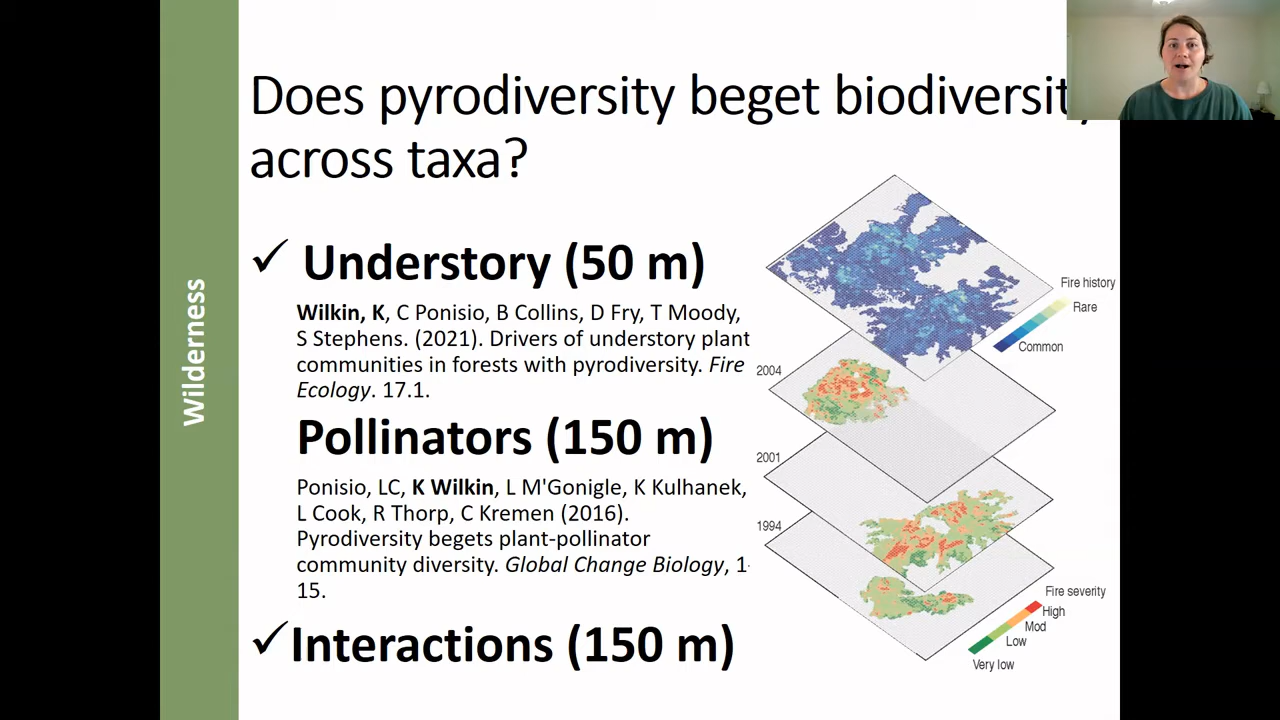 Does pyrodiversity beget biodiversity
across taxa?
Wilderness
✓ Understory (50 m)
Wilkin, K, C Ponisio, B Collins, D Fry, T Moody,
S Stephens. (2021). Drivers of understory plant
communities in forests with pyrodiversity. Fire
Ecology. 17.1.
Pollinators (150 m)
Ponisio, LC, K Wilkin, L M'Gonigle, K Kulhanek,
L Cook, R Thorp, C Kremen (2016).
Pyrodiversity begets plant-pollinator
community diversity. Global Change Biology, 1-
15.
✓Interactions (150 m)
Fire history
Rare
Common
2004
2001
1994
Fire severity
High
Mod
Low
Very low